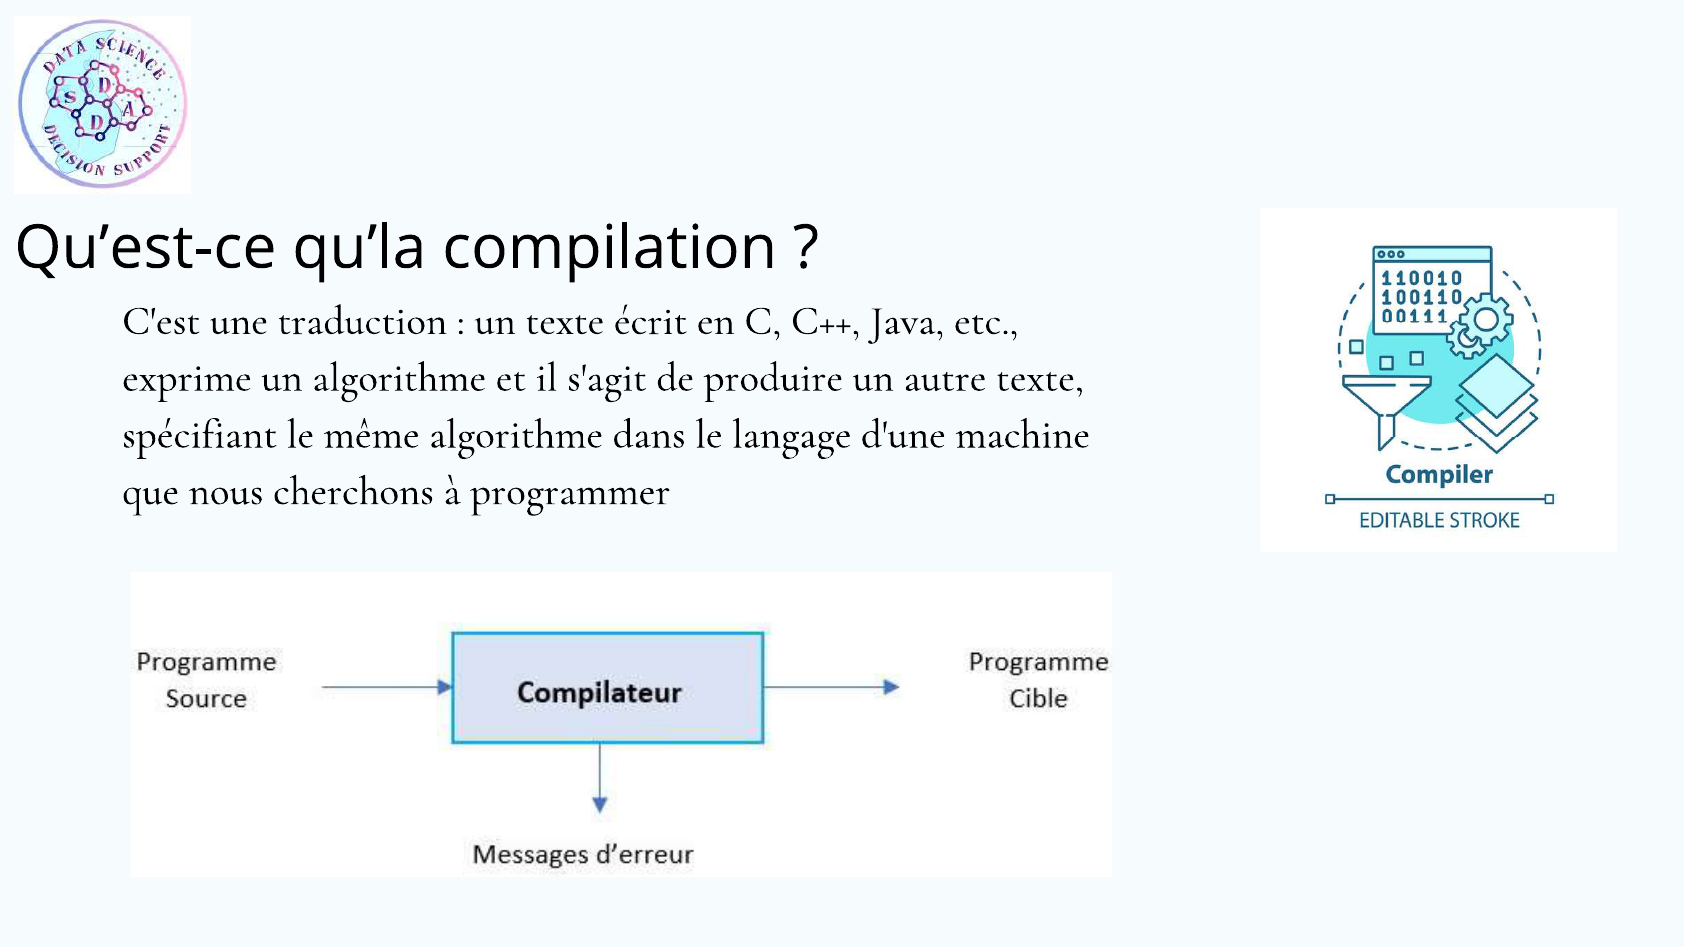 DATA SCIENCE
S D
D A
DECISION SUPPORT
Qu’est-ce qu’la compilation ?
C'est une traduction : un texte écrit en C, C++, Java, etc.,
exprime un algorithme et il s'agit de produire un autre texte,
spécifiant le même algorithme dans le langage d'une machine
que nous cherchons à programmer
110010
100110
00111
Compiler
EDITABLE STROKE
Programme
Source
Compilateur
Programme
Cible
Messages d’erreur